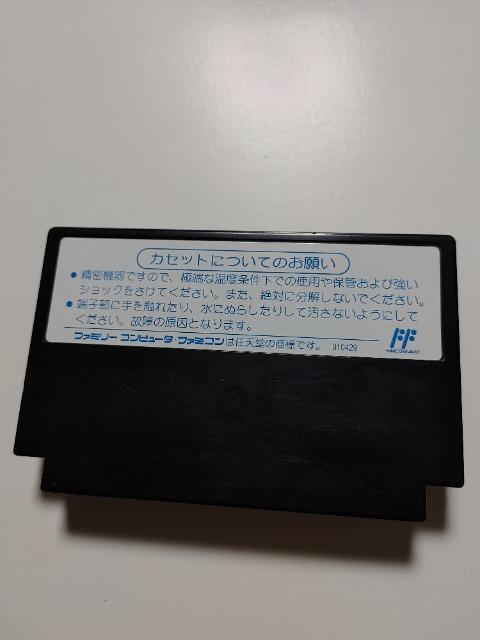 カセットについてのお願い
● 精密機器ですので、極端な温度条件下での使用や保管および強い
ショックをさけてください。また、絶対に分解しないでください。
● 端子部に手を触れたり、水にぬらしたりして汚さないようにして
ください。故障の原因となります。
ファミリー コンピュータ・ファミコンは任天堂の商標です。 010429
FF